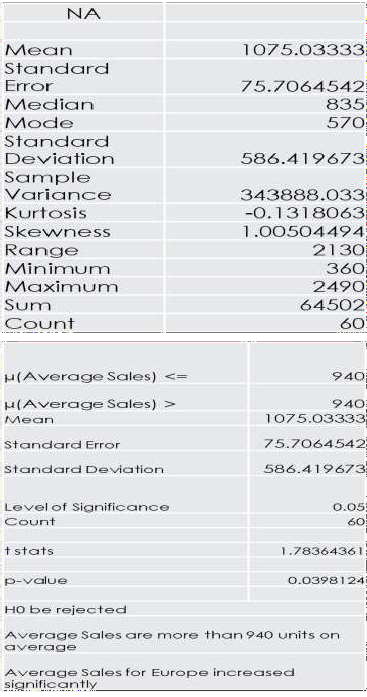 NA
Mean 1075.03333
Standard
Error 75.7064542
Median 835
Mode 570
Standard
Deviation 586.419673
Sample
Variance 343888.033
Kurtosis -0.1318063
Skewness 1.00504494
Range 2130
Minimum 360
Maximum 2490
Sum 64502
Count 60
µ(Average Sales) <= 940
µ(Average Sales) > 940
Mean 1075.03333
Standard Error 75.7064542
Standard Deviation 586.419673
Level of Significance 0.05
Count 60
t stats 1.78364361
p-value 0.0398124
H0 be rejected
Average Sales are more than 940 units on
average
Average Sales for Europe increased
significantly